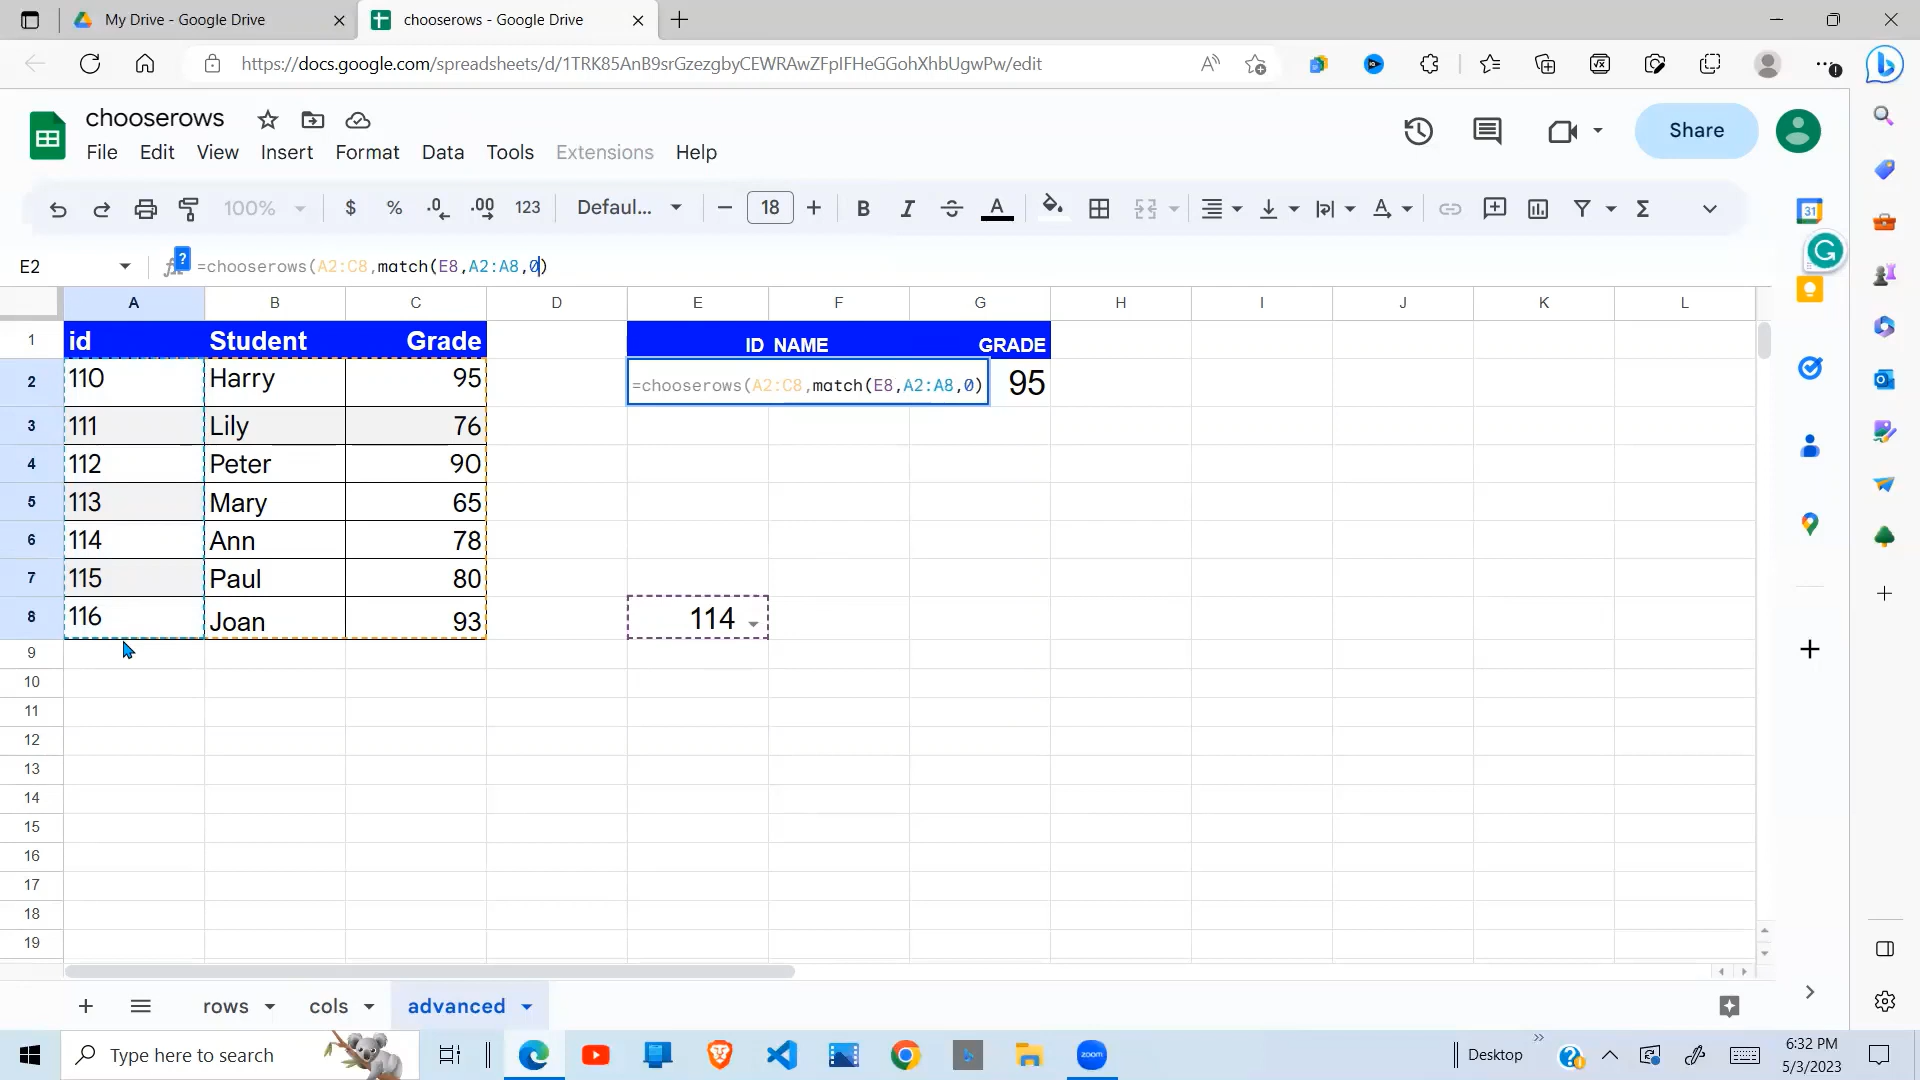 My Drive - Google Drive
chooserows - Google Drive
https://docs.google.com/spreadsheets/d/1TRK85AnB9srGzezgbyCEWRAwZFpIFHeGGohXhbUgwPw/edit
chooserows
Share
File Edit View Insert Format Data Tools Extensions Help
100% $ % .0 .00 123 Defaul... 18 B I S A
31
E2 ? =chooserows(A2:C8,match(E8,A2:A8,0)
A B C D E F G H I J K L
1 id Student Grade ID NAME GRADE
2 110 Harry 95 =chooserows(A2:C8,match(E8,A2:A8,0) 95
3 111 Lily 76
4 112 Peter 90
5 113 Mary 65
6 114 Ann 78
7 115 Paul 80
8 116 Joan 93 114
9
10
11
12
13
14
15
16
17
18
19
rows cols advanced
Type here to search
zoom
Desktop
6:32 PM
5/3/2023